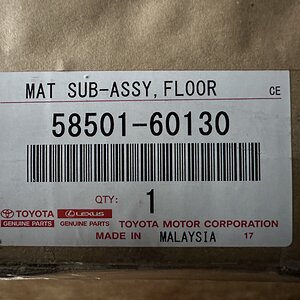 MAT SUB-ASSY,FLOOR CE
58501-60130
QTY: 1
TOYOTA LEXUS
GENUINE PARTS GENUINE PARTS TOYOTA MOTOR CORPORATION
MADE IN MALAYSIA 17